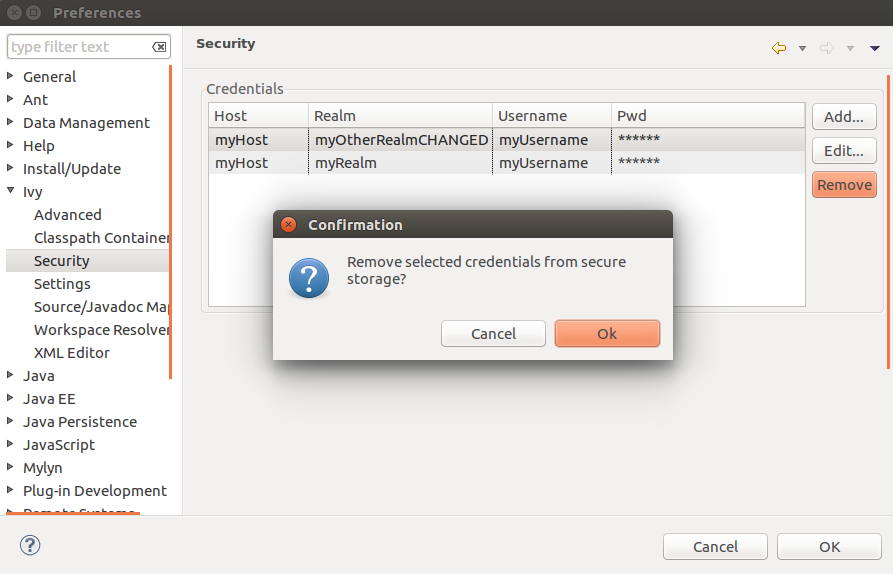 Preferences
type filter text
General
Ant
Data Management
Help
Install/Update
Ivy
Advanced
Classpath Container
Security
Settings
Source/Javadoc Ma
Workspace Resolver
XML Editor
Java
Java EE
Java Persistence
JavaScript
Mylyn
Plug-in Development
Remote Systems
Security
Credentials
Host Realm Username Pwd
myHost myOtherRealmCHANGED myUsername ******
myHost myRealm myUsername ******
Add...
Edit...
Remove
Confirmation
Remove selected credentials from secure
storage?
Cancel Ok
Cancel OK